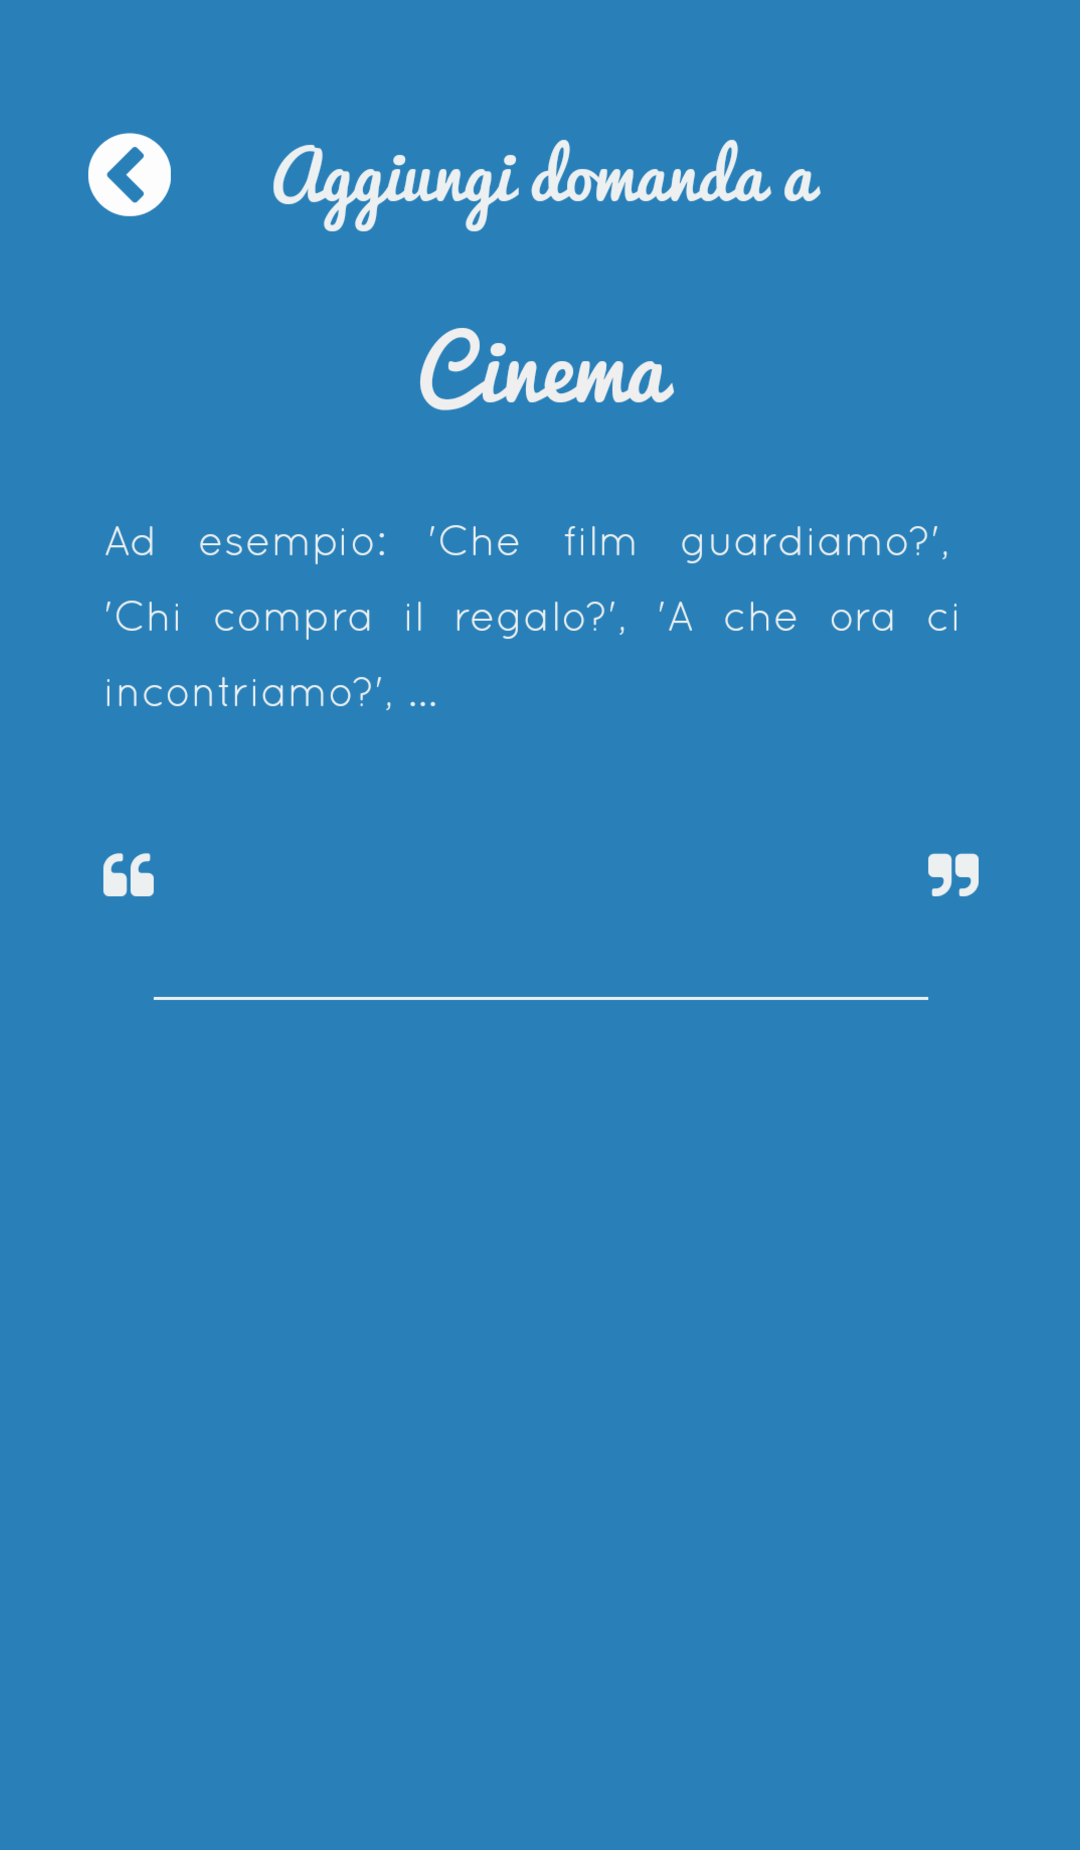 Aggiungi domanda a
Cinema
Ad esempio: 'Che film guardiamo?',
'Chi compra il regalo?', 'A che ora ci
incontriamo?', ...
“ ”